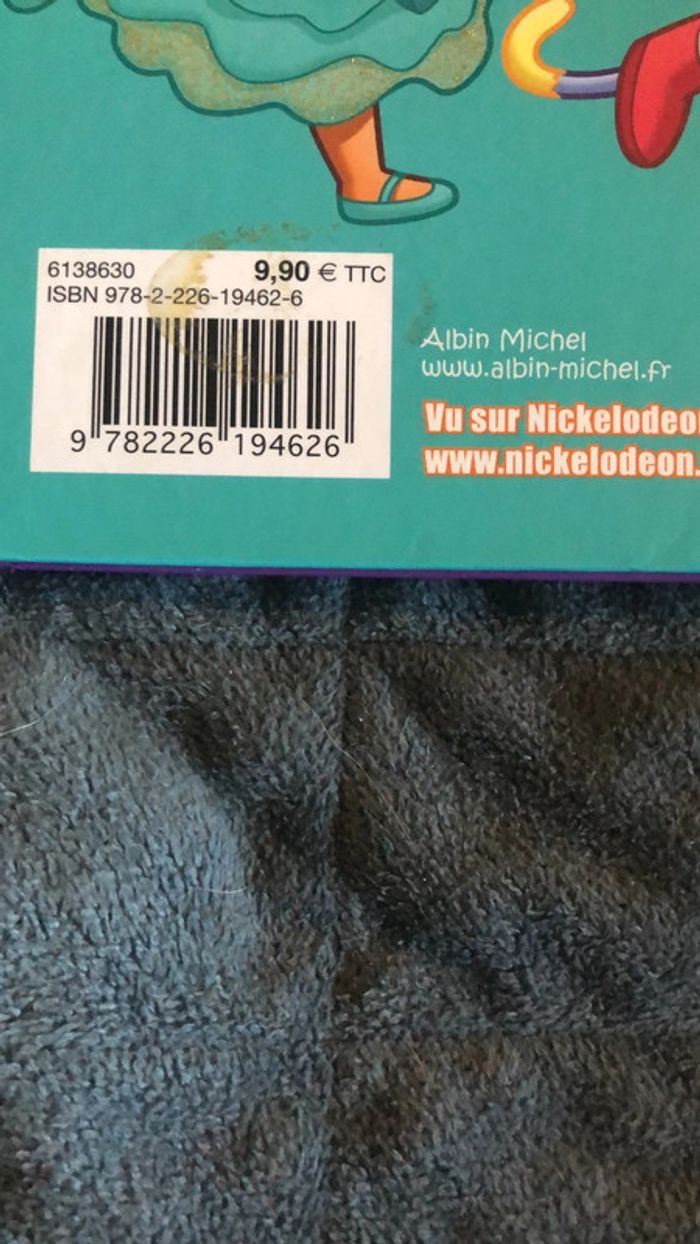 6138630 9,90 € TTC
ISBN 978-2-226-19462-6
9 782226 194626
Albin Michel
www.albin-michel.fr
Vu sur Nickelodeo
www.nickelodeon.